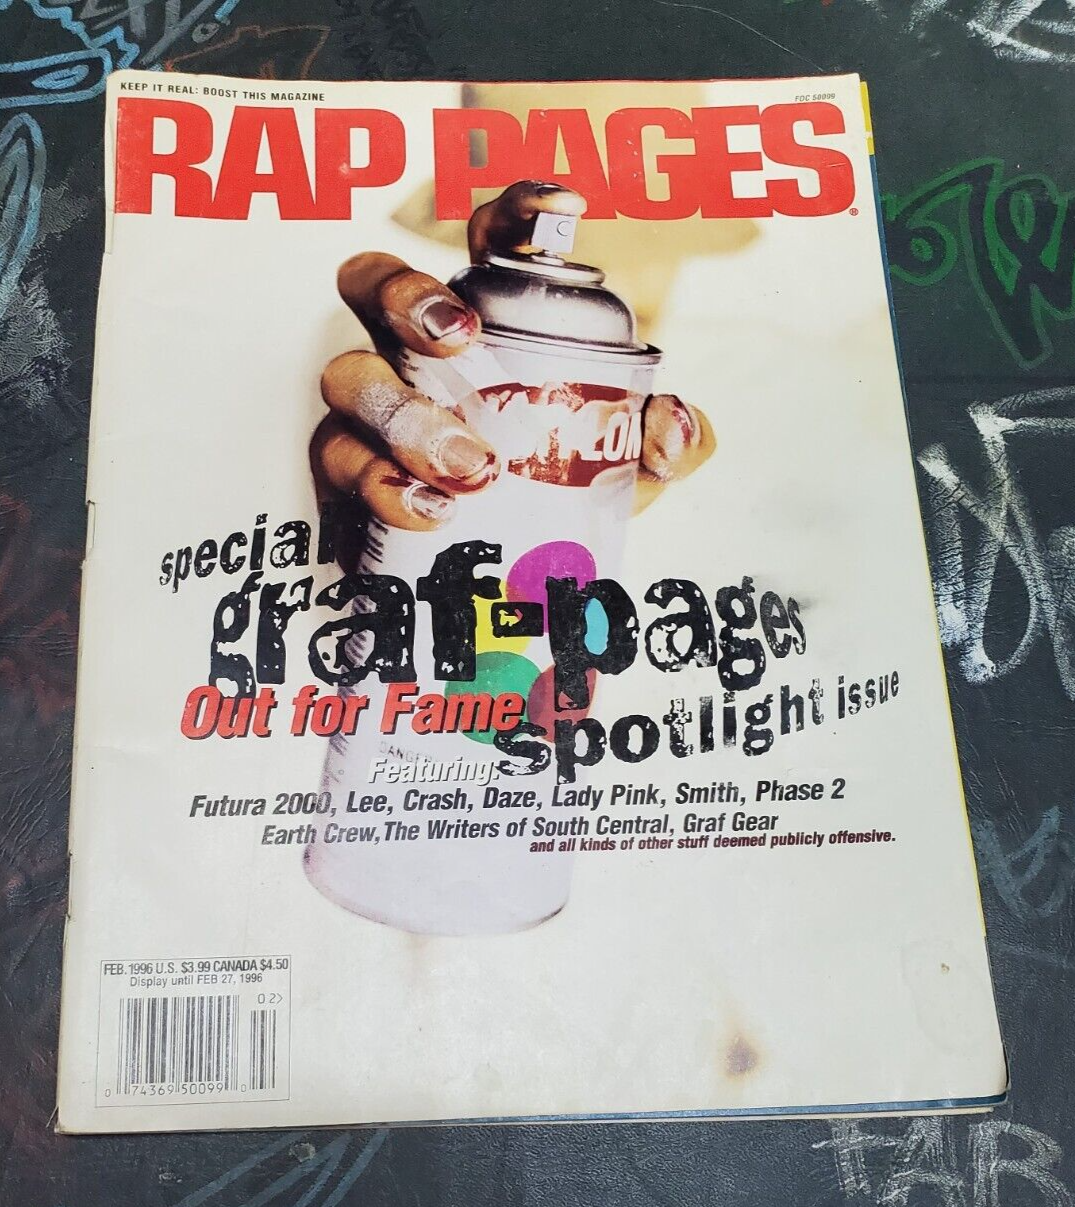 KEEP IT REAL: BOOST THIS MAGAZINE
FOC 50099
RAP PAGES®
special
graf-pages
Out for Fame
spotlight issue
DANGER
Featuring:
Futura 2000, Lee, Crash, Daze, Lady Pink, Smith, Phase 2
Earth Crew, The Writers of South Central, Graf Gear
and all kinds of other stuff deemed publicly offensive.
FEB. 1996 U.S. $3.99 CANADA $4.50
Display until FEB 27, 1996
02>
0 74369 50099 0